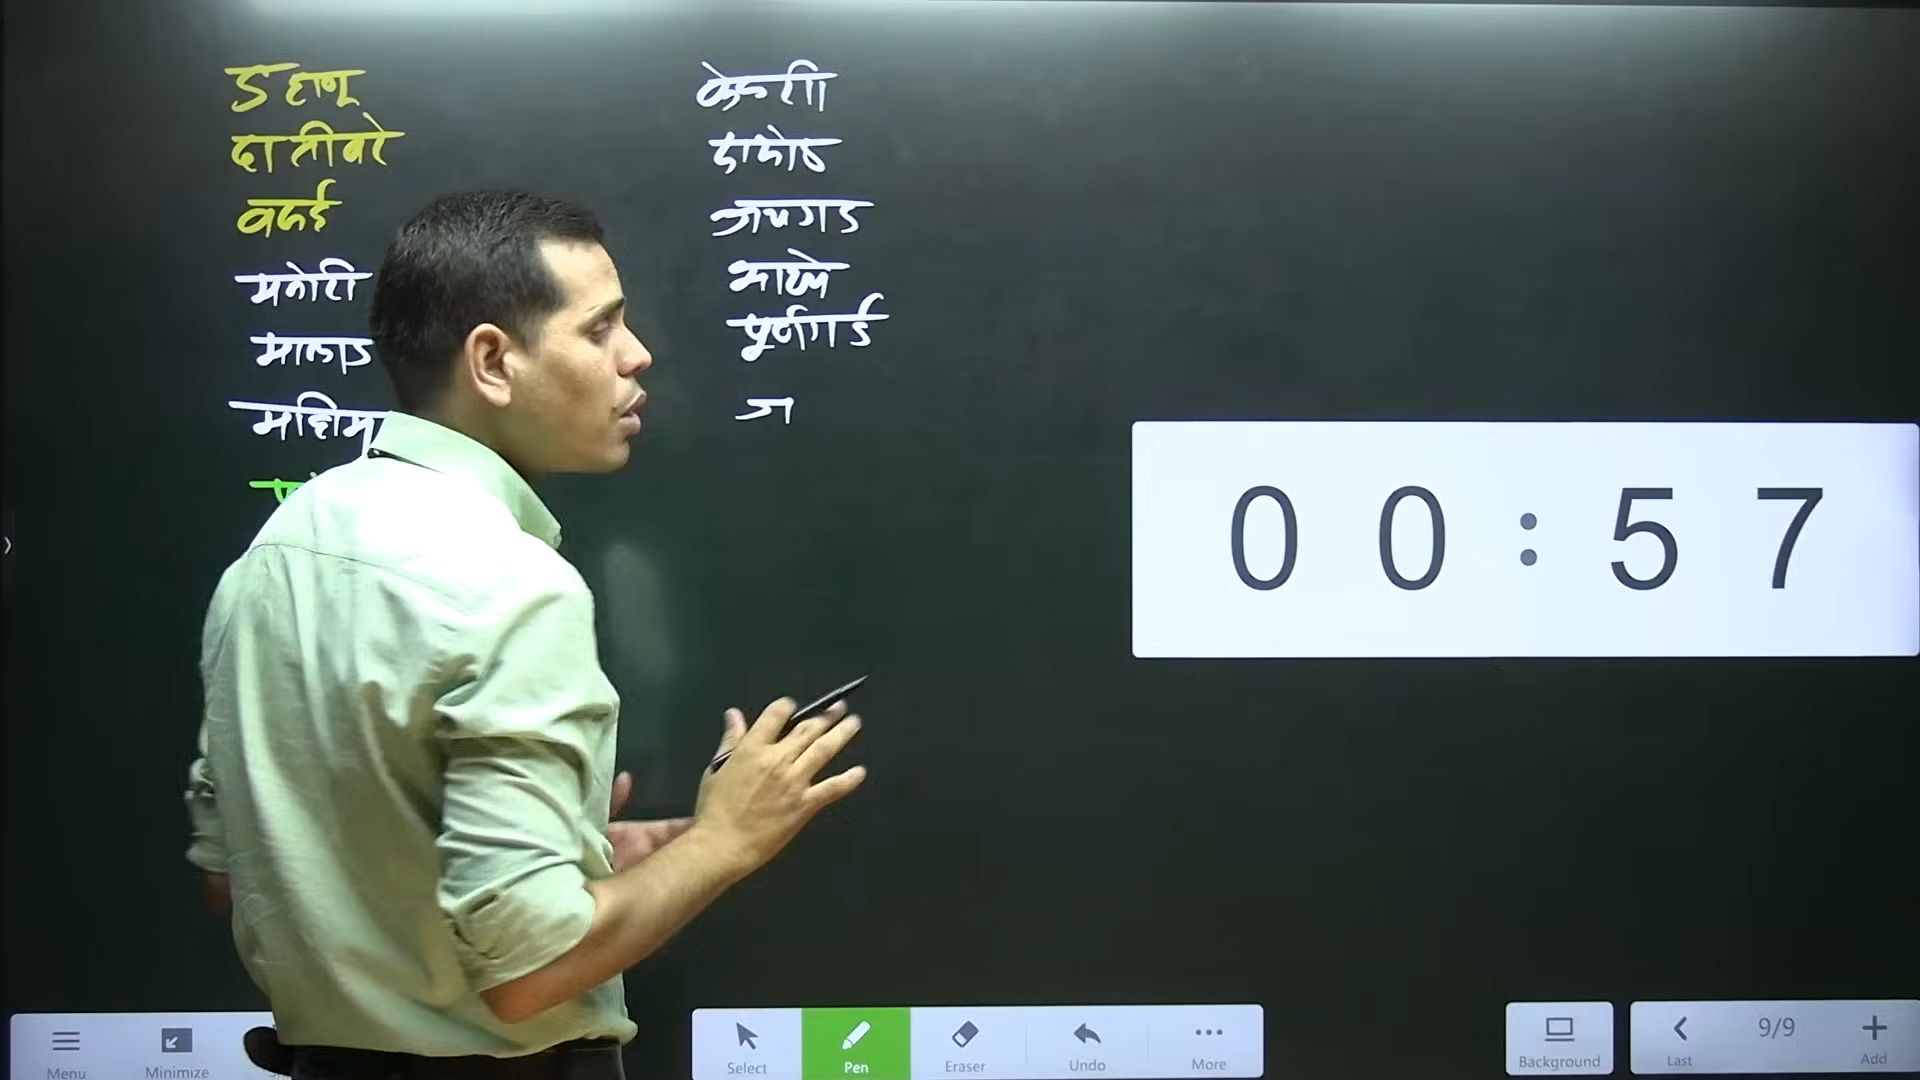 डहाणू
दातीवरे
वसई
मनोरी
मालाड
माहिम
केळशी
दाभोळ
जयगड
भाट्ये
पूर्णगड
ज
00:57
Menu
Minimize
Select
Pen
Eraser
Undo
More
Background
Last
9/9
Add